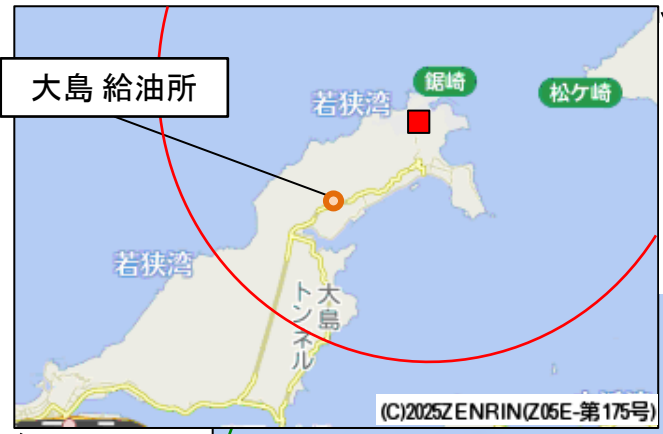 鋸崎
大島 給油所
若狭湾
松ケ崎
若狭湾
大島
トンネル
(C)2025ZENRIN(Z05E-第175号)